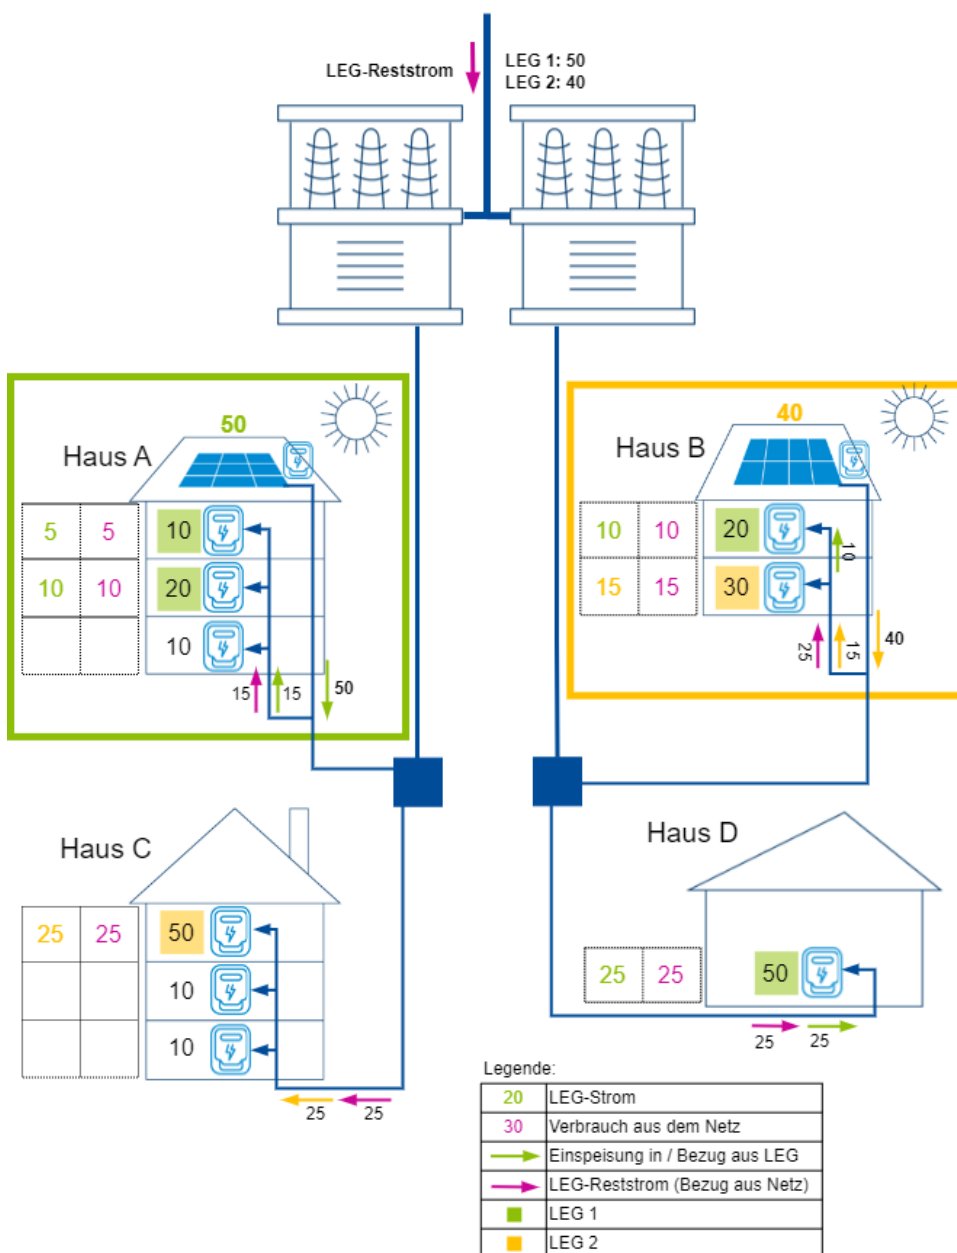 LEG-Reststrom
LEG 1: 50
LEG 2: 40
50
Haus A
5 5 10
10 10 20
10
15 15 50
40
Haus B
10 10 20
10
15 15 30
25 15 40
Haus C
25 25 50
10
10
25 25
Haus D
25 25 50
25 25
Legende:
20 LEG-Strom
30 Verbrauch aus dem Netz
Einspeisung in / Bezug aus LEG
LEG-Reststrom (Bezug aus Netz)
LEG 1
LEG 2